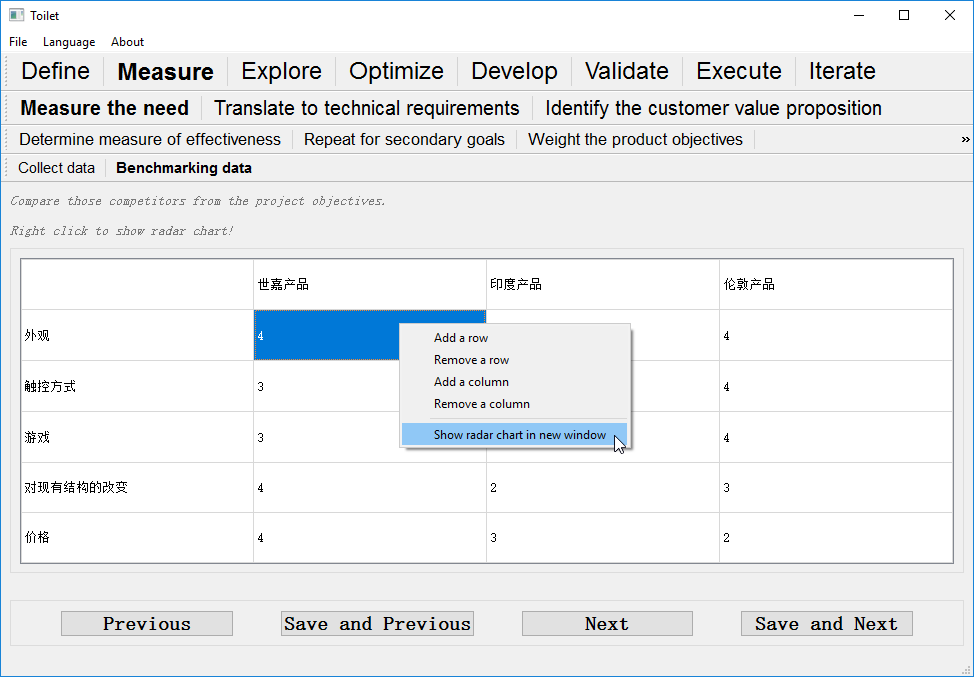 Toilet
File Language About
Define Measure Explore Optimize Develop Validate Execute Iterate
Measure the need Translate to technical requirements Identify the customer value proposition
Determine measure of effectiveness Repeat for secondary goals Weight the product objectives »
Collect data Benchmarking data
Compare those competitors from the project objectives.
Right click to show radar chart!
世嘉产品 印度产品 伦敦产品
外观 4 4
Add a row
Remove a row
触控方式 3 4
Add a column
Remove a column
游戏 3 4
Show radar chart in new window
对现有结构的改变 4 2 3
价格 4 3 2
Previous Save and Previous Next Save and Next